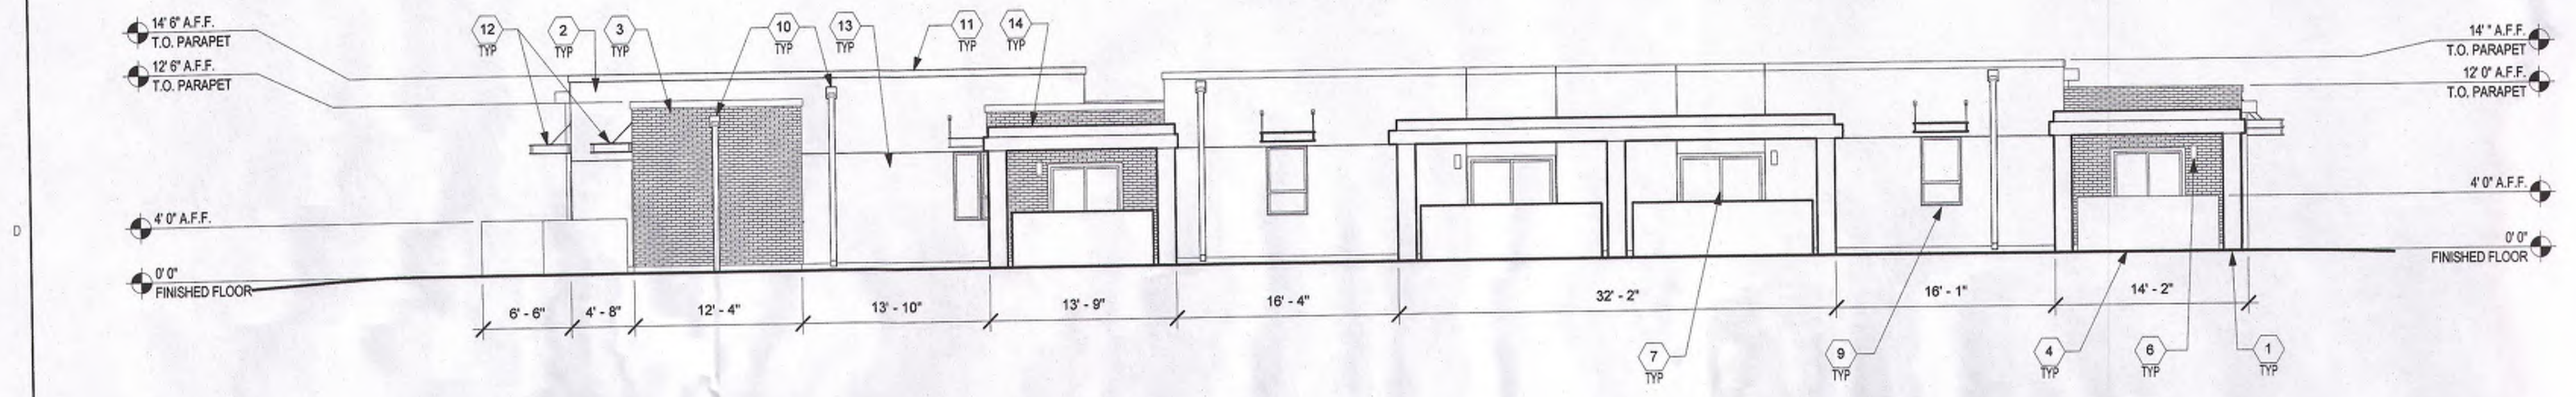 14' 6" A.F.F.
T.O. PARAPET
12' 6" A.F.F.
T.O. PARAPET
4' 0" A.F.F.
0' 0"
FINISHED FLOOR
12
TYP
2
TYP
3
TYP
10
TYP
13
TYP
11
TYP
14
TYP
14' " A.F.F.
T.O. PARAPET
12' 0" A.F.F.
T.O. PARAPET
4' 0" A.F.F.
0' 0"
FINISHED FLOOR
D
6' - 6"
4' - 8"
12' - 4"
13' - 10"
13' - 9"
16' - 4"
32' - 2"
16' - 1"
14' - 2"
7
TYP
9
TYP
4
TYP
6
TYP
1
TYP